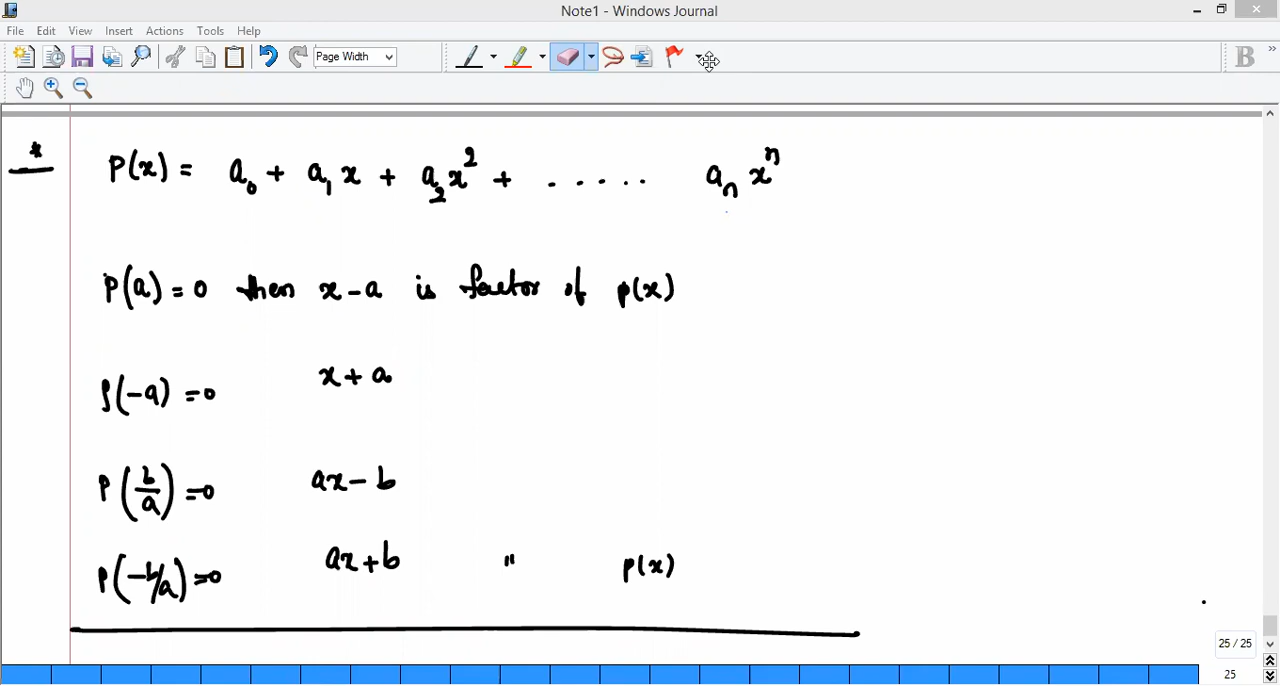 Note1 - Windows Journal
File Edit View Insert Actions Tools Help
Page Width B »
*
P(x) = a₀ + a₁x + a₂x² + ..... aₙxⁿ
P(a) = 0 then x - a is factor of p(x)
P(-a) = 0 x + a
P(b/a) = 0 ax - b
P(-b/a) = 0 ax + b " p(x)
25 / 25
25